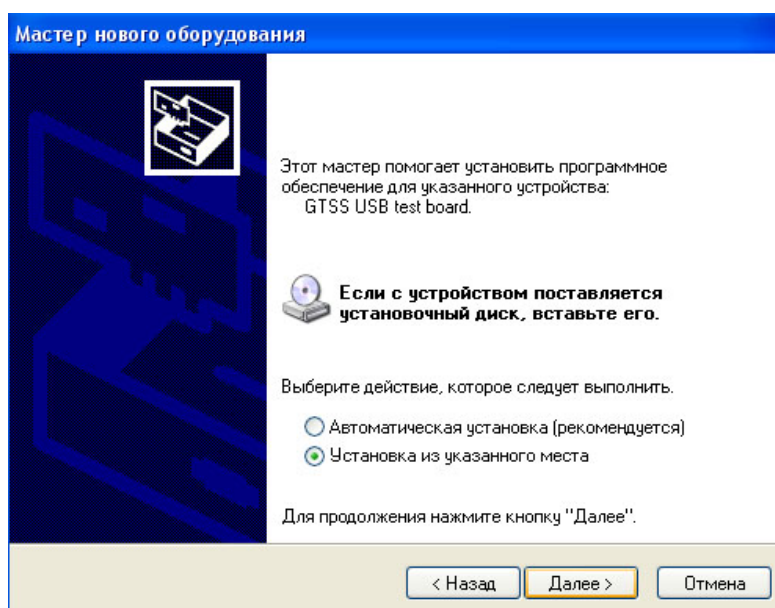 Мастер нового оборудования
Этот мастер помогает установить программное
обеспечение для указанного устройства:
GTSS USB test board.
Если с устройством поставляется
установочный диск, вставьте его.
Выберите действие, которое следует выполнить.
Автоматическая установка (рекомендуется)
Установка из указанного места
Для продолжения нажмите кнопку "Далее".
< Назад Далее > Отмена